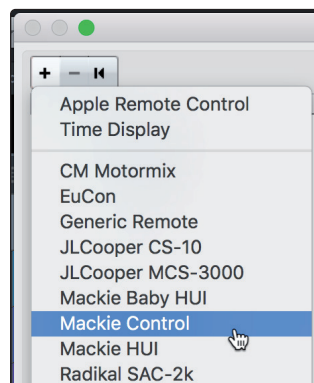 Apple Remote Control
Time Display
CM Motormix
EuCon
Generic Remote
JLCooper CS-10
JLCooper MCS-3000
Mackie Baby HUI
Mackie Control
Mackie HUI
Radikal SAC-2k